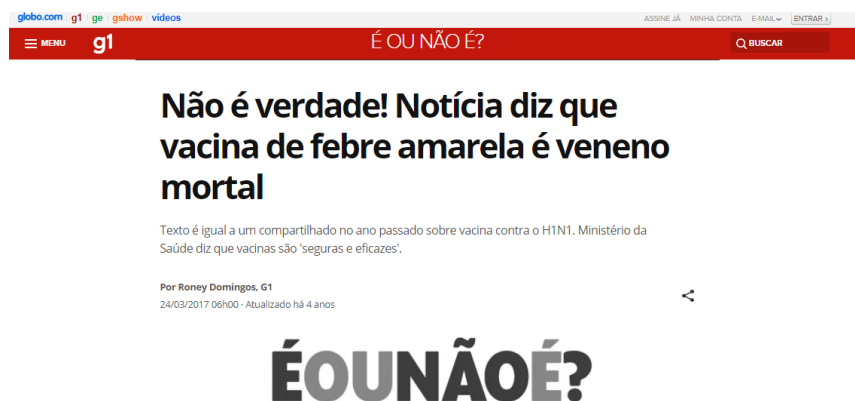 globo.com g1 ge gshow vídeos ASSINE JÁ MINHA CONTA E-MAIL ENTRAR ›
MENU g1 É OU NÃO É? BUSCAR
Não é verdade! Notícia diz que
vacina de febre amarela é veneno
mortal
Texto é igual a um compartilhado no ano passado sobre vacina contra o H1N1. Ministério da
Saúde diz que vacinas são 'seguras e eficazes'.
Por Roney Domingos, G1
24/03/2017 06h00 · Atualizado há 4 anos
ÉOUNÃOÉ?